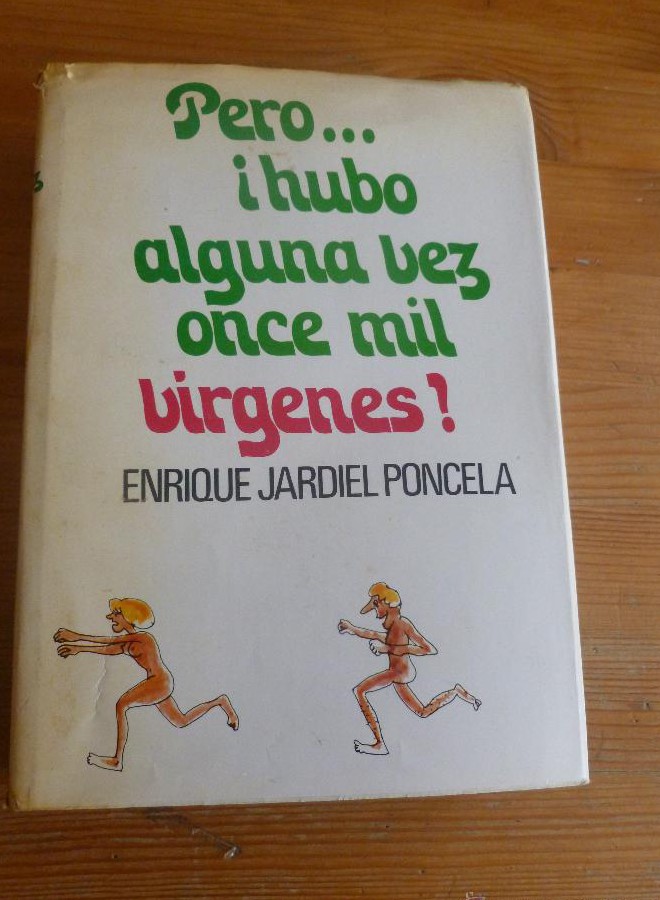 Pero...
¡hubo
alguna vez
once mil
vírgenes?
ENRIQUE JARDIEL PONCELA